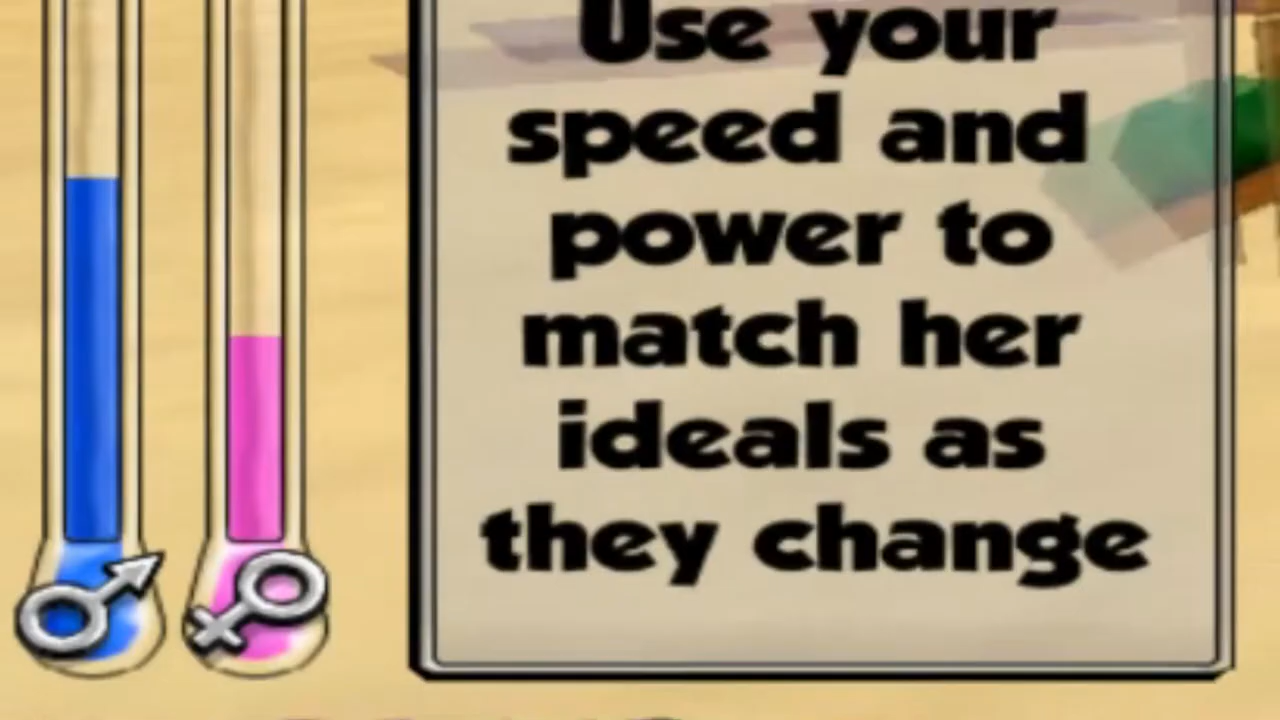 Use your
speed and
power to
match her
ideals as
they change